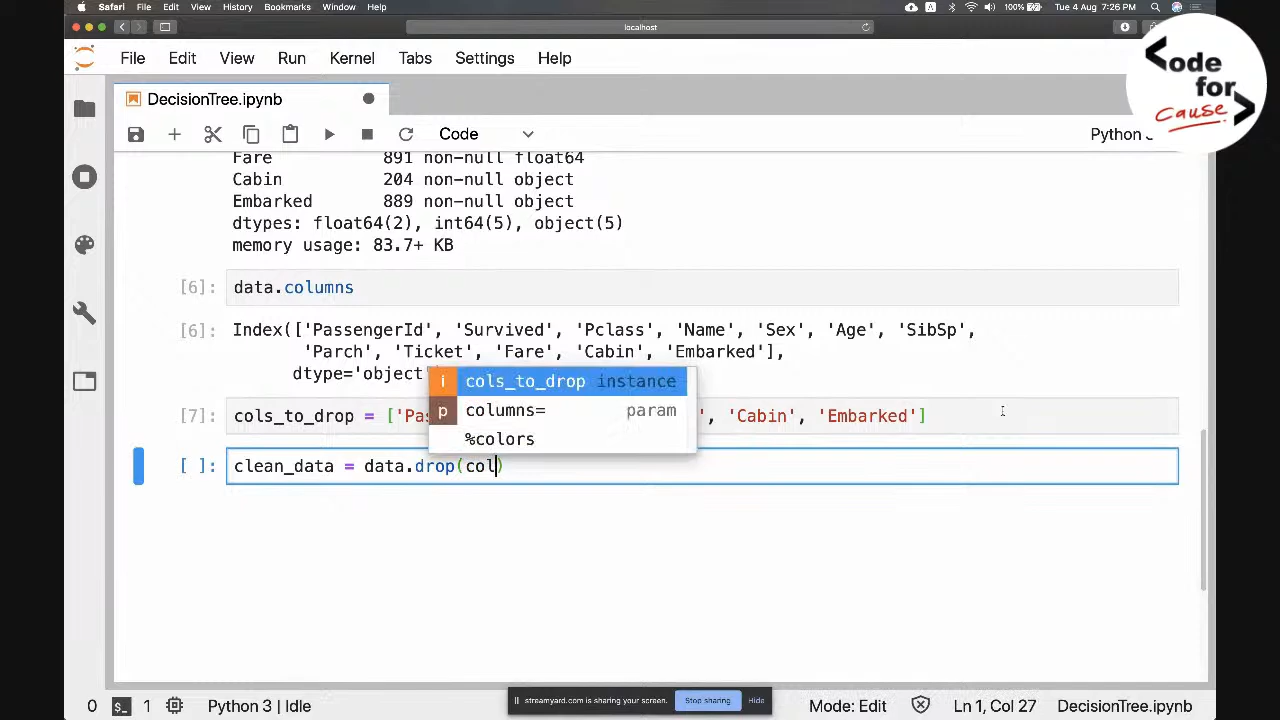 Safari File Edit View History Bookmarks Window Help 100% Tue 4 Aug 7:26 PM
localhost
File Edit View Run Kernel Tabs Settings Help
Code
for
cause
DecisionTree.ipynb
Code
Python
Fare 891 non-null float64
Cabin 204 non-null object
Embarked 889 non-null object
dtypes: float64(2), int64(5), object(5)
memory usage: 83.7+ KB
[6]: data.columns
[6]: Index(['PassengerId', 'Survived', 'Pclass', 'Name', 'Sex', 'Age', 'SibSp',
'Parch', 'Ticket', 'Fare', 'Cabin', 'Embarked'],
dtype='object'
i cols_to_drop instance
p columns= param
%colors
[7]: cols_to_drop = ['Pas ', 'Cabin', 'Embarked']
[ ]: clean_data = data.drop(col)
streamyard.com is sharing your screen. Stop sharing Hide
0 1 Python 3 | Idle Mode: Edit Ln 1, Col 27 DecisionTree.ipynb